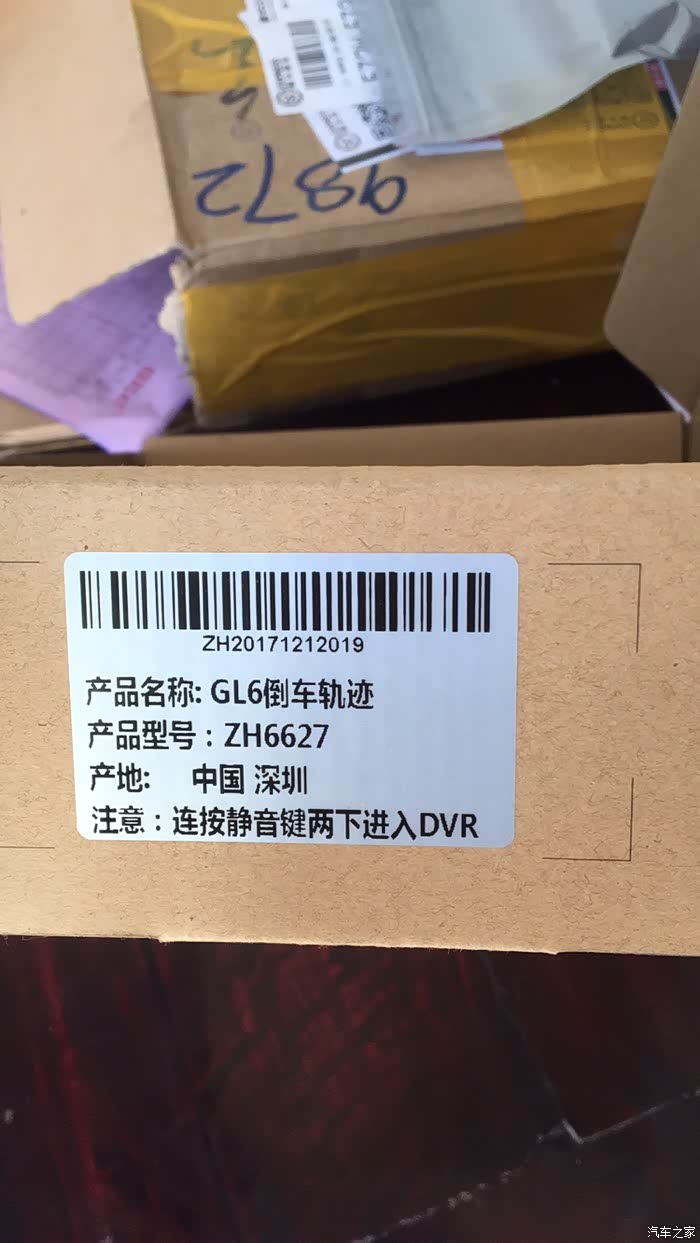 9872
ZH20171212019
产品名称: GL6倒车轨迹
产品型号：ZH6627
产地: 中国 深圳
注意：连按静音键两下进入DVR
汽车之家